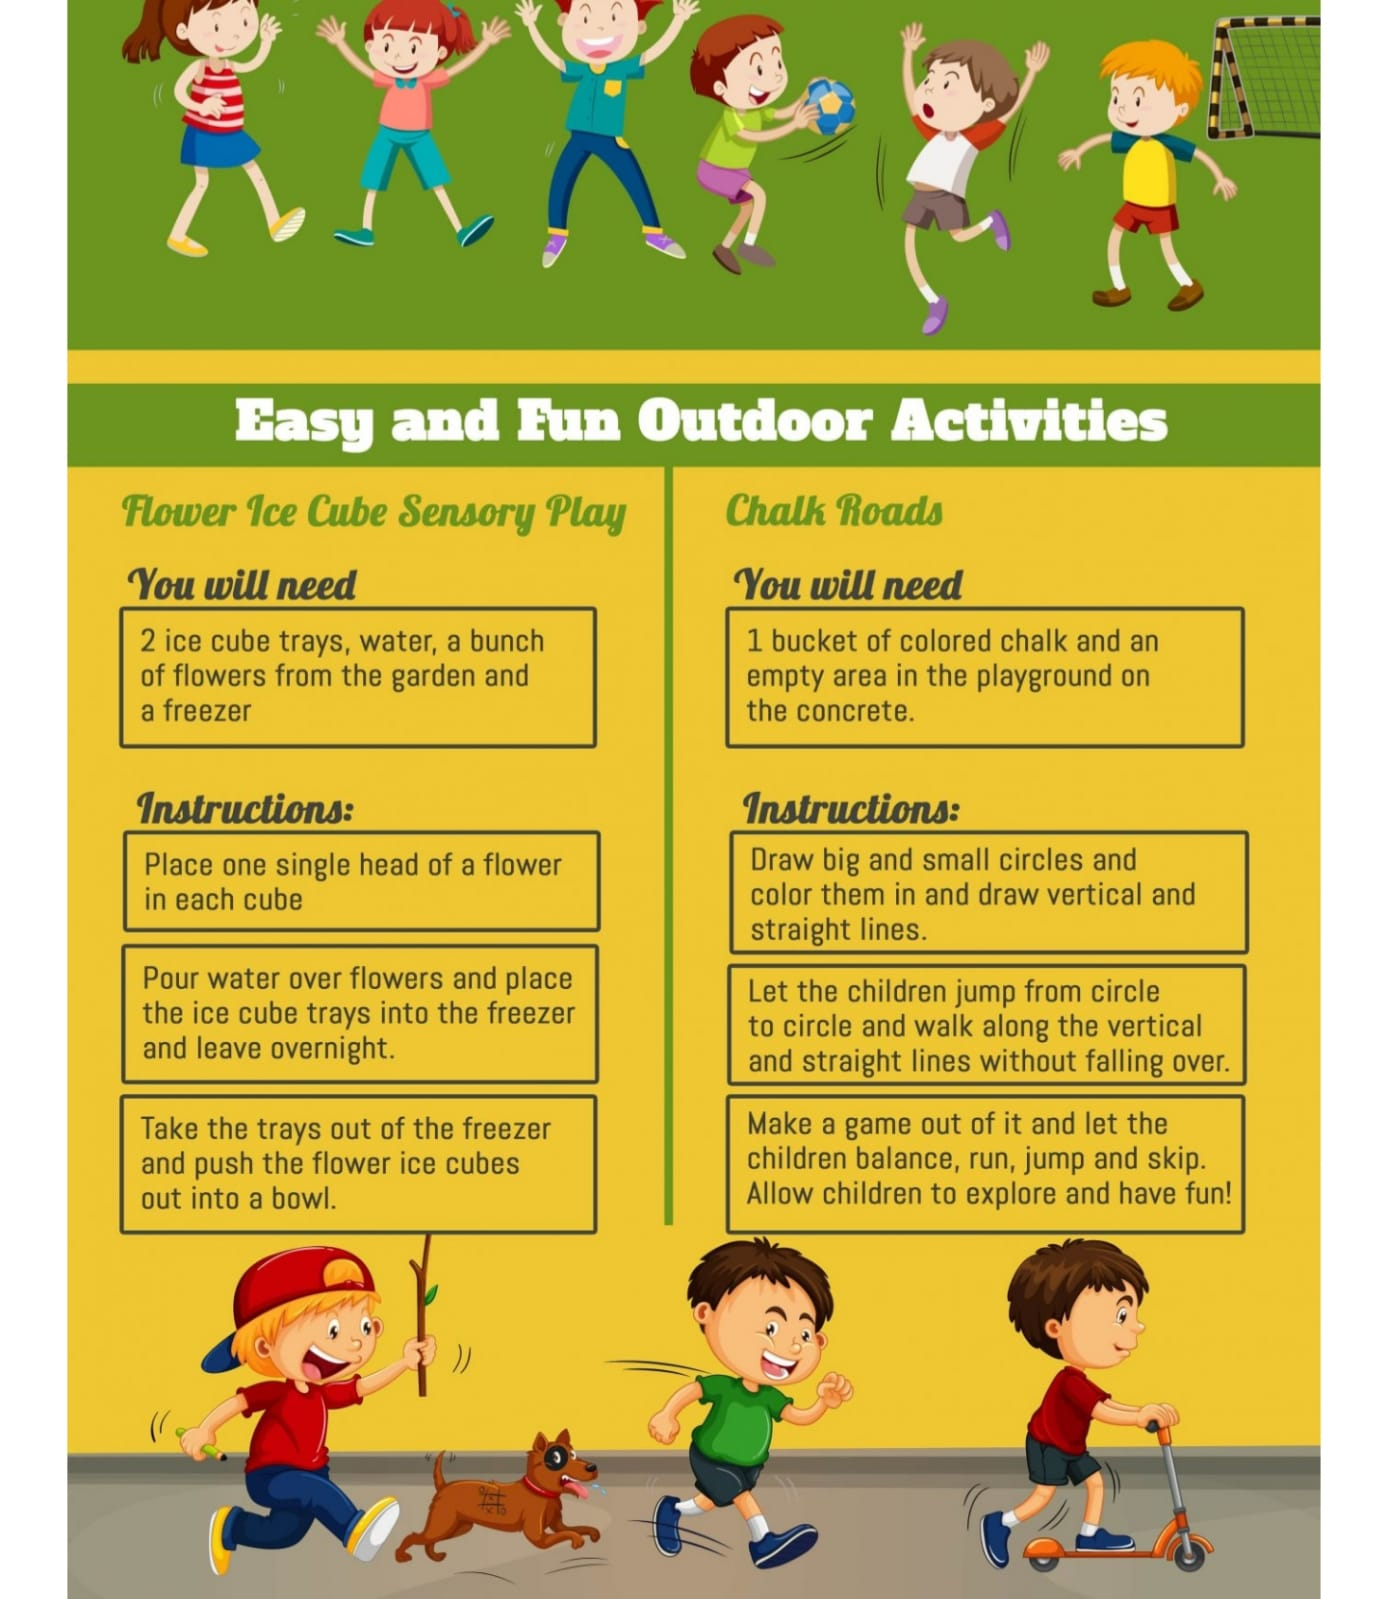 Easy and Fun Outdoor Activities
Flower Ice Cube Sensory Play
You will need
2 ice cube trays, water, a bunch
of flowers from the garden and
a freezer
Instructions:
Place one single head of a flower
in each cube
Pour water over flowers and place
the ice cube trays into the freezer
and leave overnight.
Take the trays out of the freezer
and push the flower ice cubes
out into a bowl.
Chalk Roads
You will need
1 bucket of colored chalk and an
empty area in the playground on
the concrete.
Instructions:
Draw big and small circles and
color them in and draw vertical and
straight lines.
Let the children jump from circle
to circle and walk along the vertical
and straight lines without falling over.
Make a game out of it and let the
children balance, run, jump and skip.
Allow children to explore and have fun!